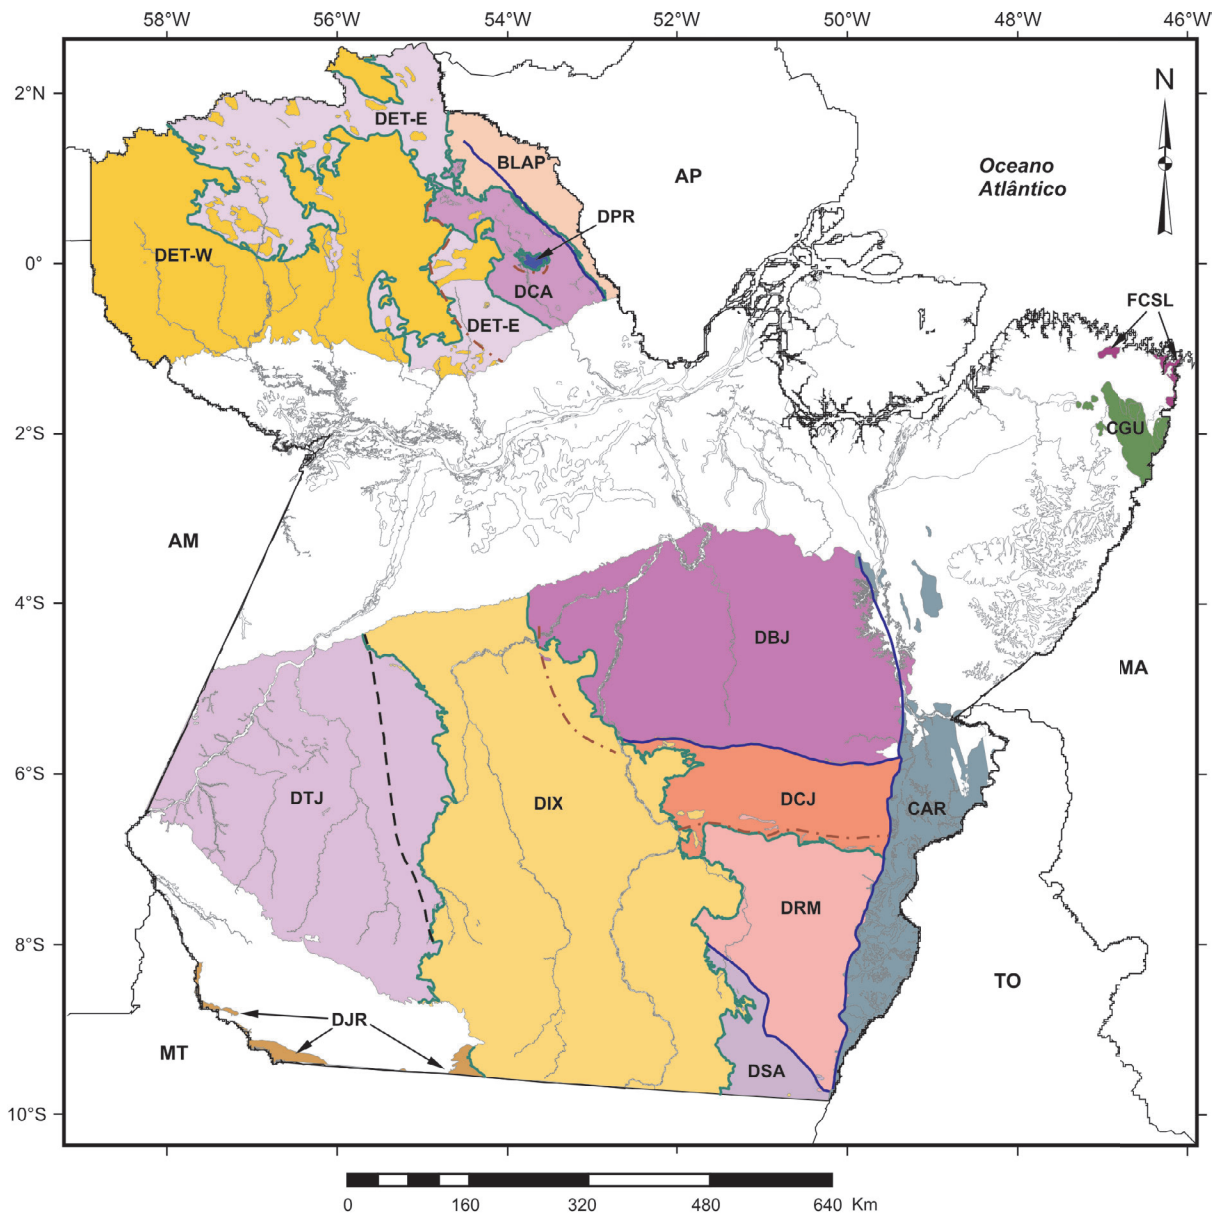 58°W 56°W 54°W 52°W 50°W 48°W 46°W
2°N
0°
2°S
4°S
6°S
8°S
10°S
N
DET-E
BLAP
AP
Oceano
Atlântico
DPR
DET-W
DCA
DET-E
FCSL
CGU
AM
DBJ
MA
DTJ
DIX
DCJ
CAR
DRM
TO
DJR
MT
DSA
0 160 320 480 640 Km